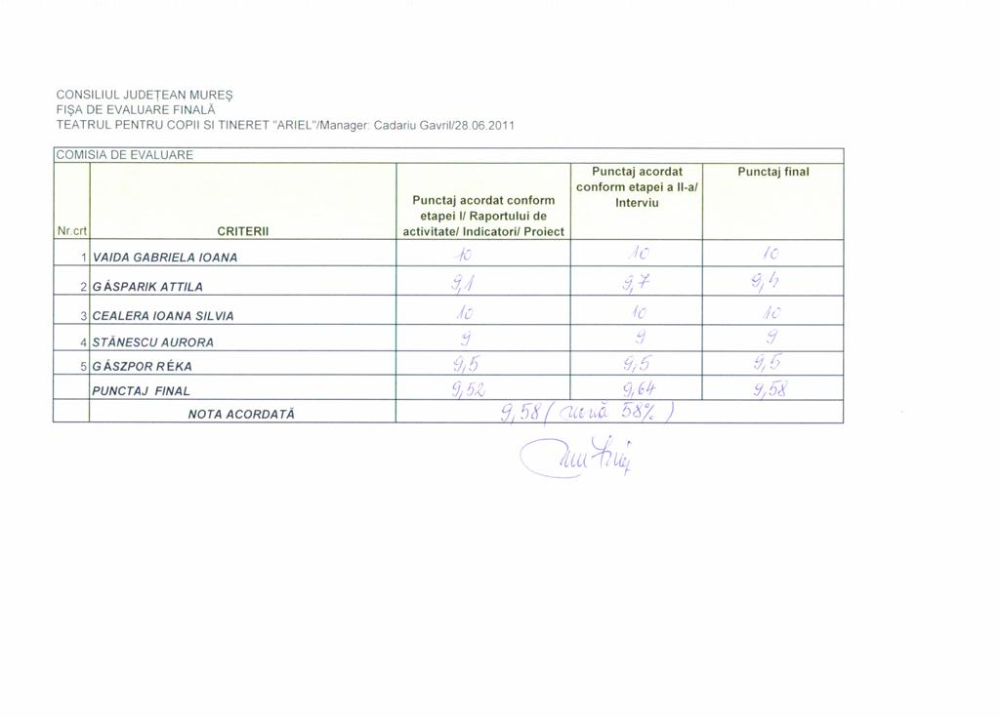 CONSILIUL JUDEȚEAN MUREȘ
FIȘA DE EVALUARE FINALĂ
TEATRUL PENTRU COPII SI TINERET "ARIEL"/Manager: Cadariu Gavril/28.06.2011
COMISIA DE EVALUARE
Nr.crt CRITERII Punctaj acordat conform etapei I/ Raportului de activitate/ Indicatori/ Proiect Punctaj acordat conform etapei a II-a/ Interviu Punctaj final
1 VAIDA GABRIELA IOANA 10 10 10
2 GÁSPARIK ATTILA 9,1 9,7 9,4
3 CEALERA IOANA SILVIA 10 10 10
4 STĂNESCU AURORA 9 9 9
5 GÁSZPOR RÉKA 9,5 9,5 9,5
PUNCTAJ FINAL 9,52 9,64 9,58
NOTA ACORDATĂ 9,58 ( nouă 58% )